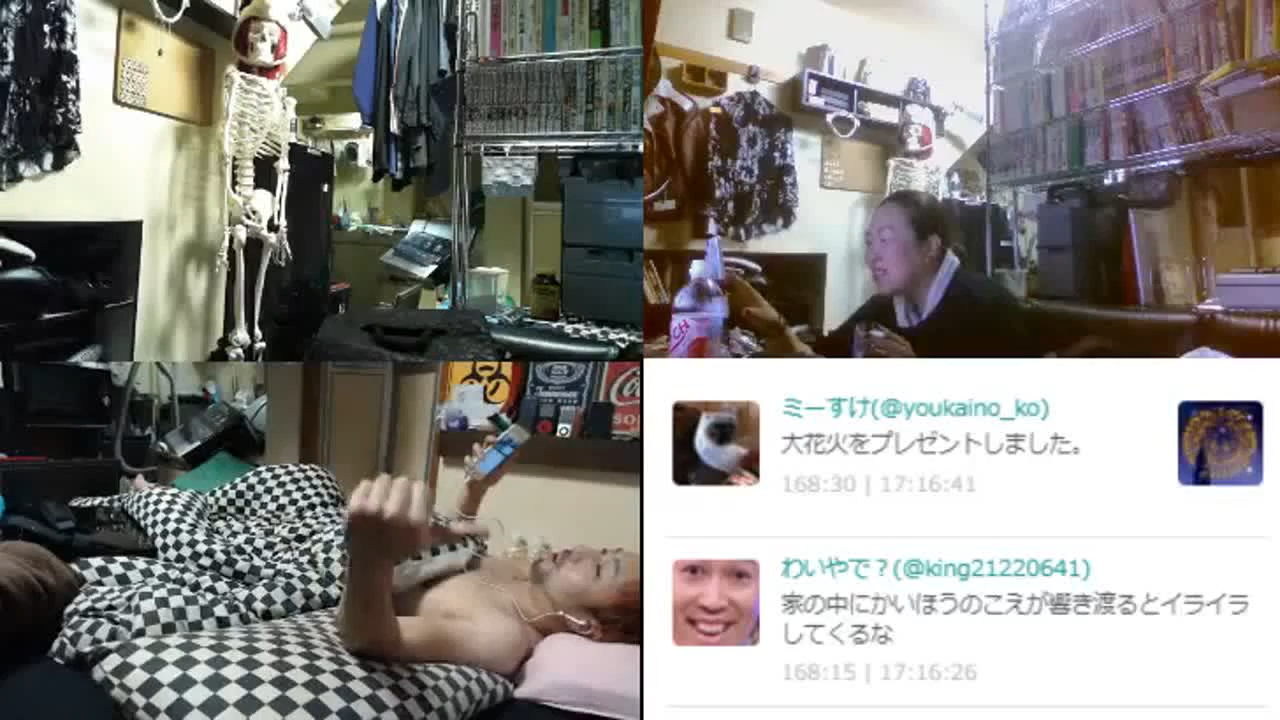 ミーすけ(@youkaino_ko)
大花火をプレゼントしました。
168:30 | 17:16:41
わいやで？(@king21220641)
家の中にかいほうのこえが響き渡るとイライラ
してくるな
168:15 | 17:16:26
Coca